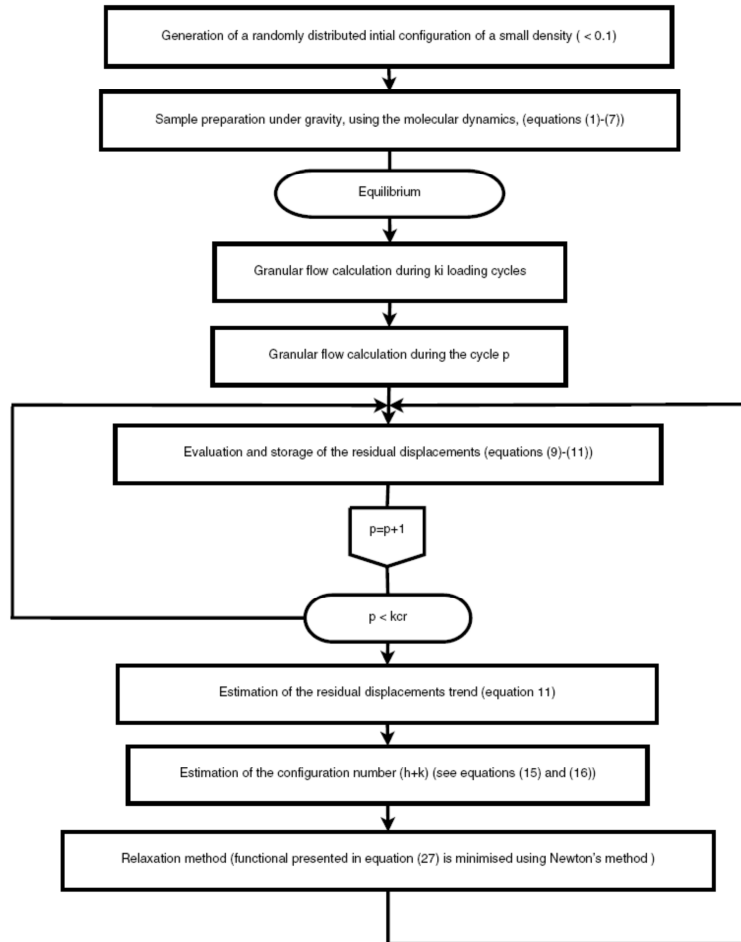 Generation of a randomly distributed intial configuration of a small density ( < 0.1)
Sample preparation under gravity, using the molecular dynamics, (equations (1)-(7))
Equilibrium
Granular flow calculation during ki loading cycles
Granular flow calculation during the cycle p
Evaluation and storage of the residual displacements (equations (9)-(11))
p=p+1
p < kcr
Estimation of the residual displacements trend (equation 11)
Estimation of the configuration number (h+k) (see equations (15) and (16))
Relaxation method (functional presented in equation (27) is minimised using Newton's method )